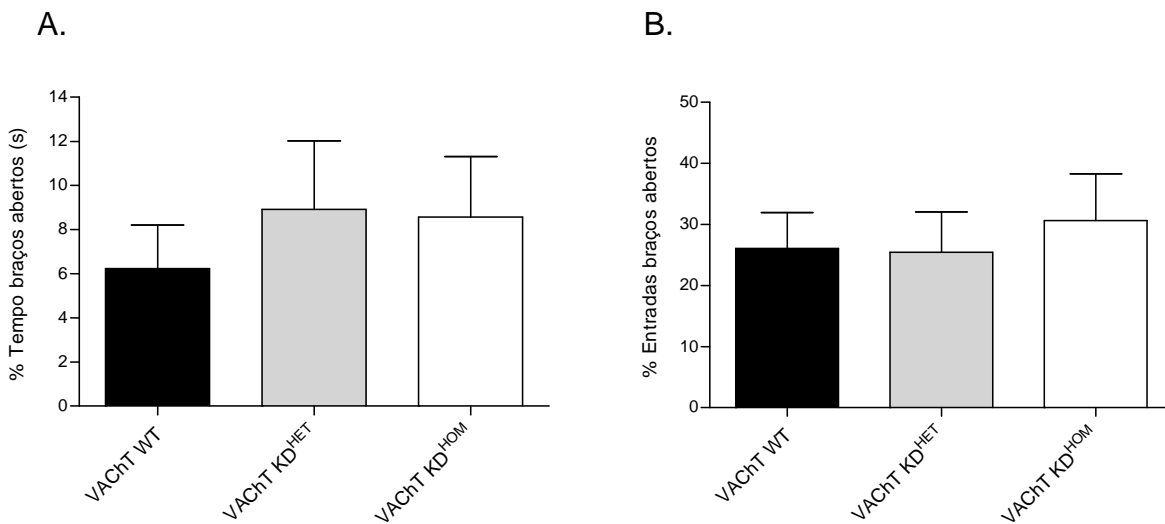 A.
% Tempo braços abertos (s)
14
12
10
8
6
4
2
0
VAChT WT
VAChT KD^HET
VAChT KD^HOM
B.
% Entradas braços abertos
50
40
30
20
10
0
VAChT WT
VAChT KD^HET
VAChT KD^HOM